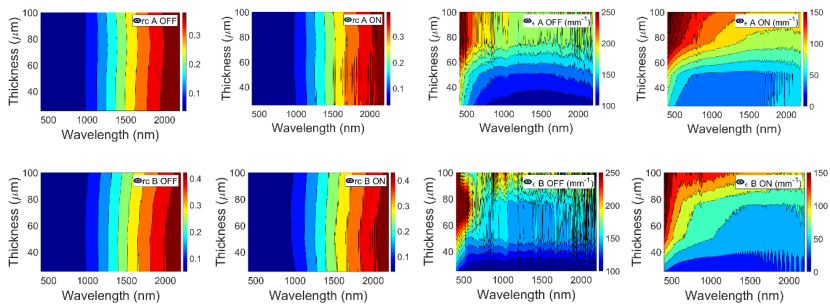 100
80
60
40
Thickness (μm)
500 1000 1500 2000
Wavelength (nm)
rc A OFF
0.3
0.2
0.1
100
80
60
40
Thickness (μm)
500 1000 1500 2000
Wavelength (nm)
rc A ON
0.3
0.2
0.1
100
80
60
40
Thickness (μm)
500 1000 1500 2000
Wavelength (nm)
ϵ A OFF (mm⁻¹)
250
200
150
100
100
80
60
40
Thickness (μm)
500 1000 1500 2000
Wavelength (nm)
ϵ A ON (mm⁻¹)
150
100
50
0
100
80
60
40
Thickness (μm)
500 1000 1500 2000
Wavelength (nm)
rc B OFF
0.4
0.3
0.2
0.1
100
80
60
40
Thickness (μm)
500 1000 1500 2000
Wavelength (nm)
rc B ON
0.4
0.3
0.2
0.1
100
80
60
40
Thickness (μm)
500 1000 1500 2000
Wavelength (nm)
ϵ B OFF (mm⁻¹)
250
200
150
100
100
80
60
40
Thickness (μm)
500 1000 1500 2000
Wavelength (nm)
ϵ B ON (mm⁻¹)
150
100
50
0